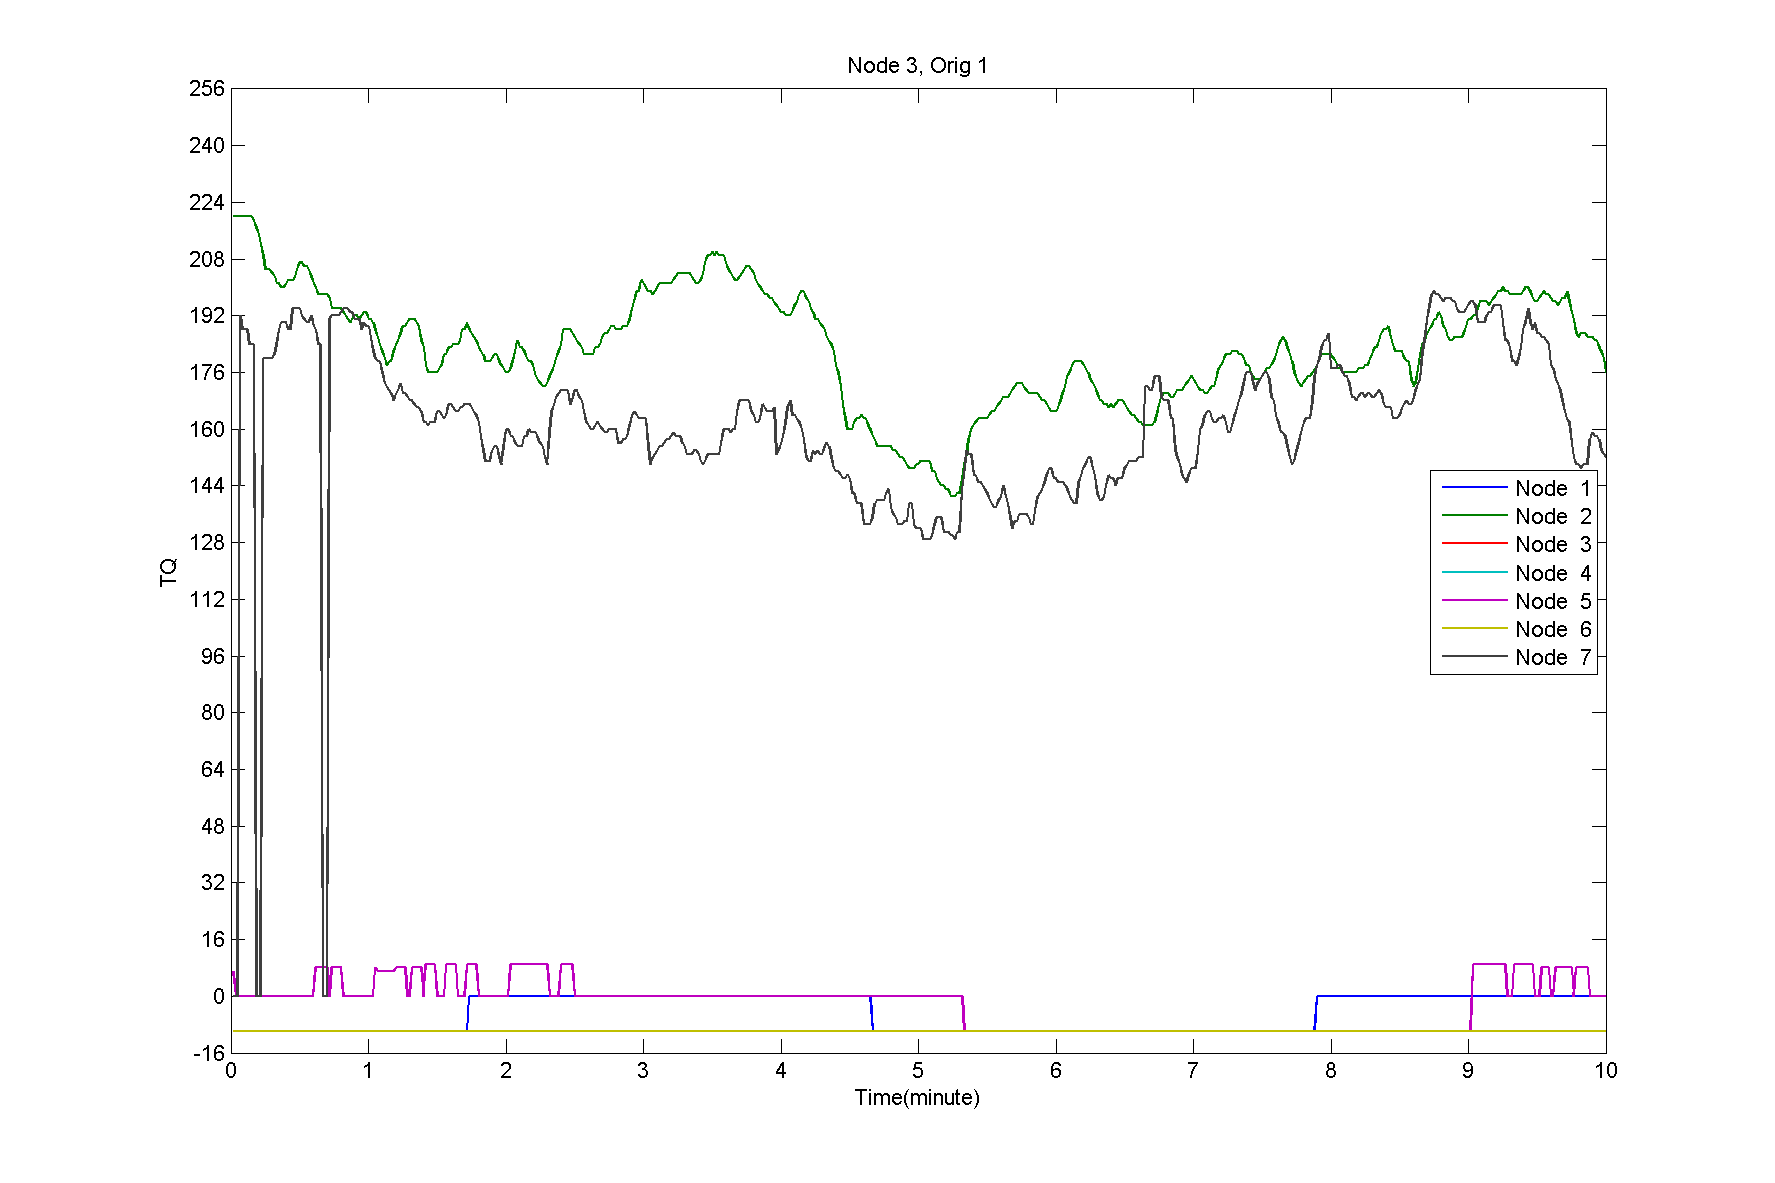 Node 3, Orig 1
256
240
224
208
192
176
160
144
128
112
96
80
64
48
32
16
0
-16
TQ
Node 1
Node 2
Node 3
Node 4
Node 5
Node 6
Node 7
0 1 2 3 4 5 6 7 8 9 10
Time(minute)